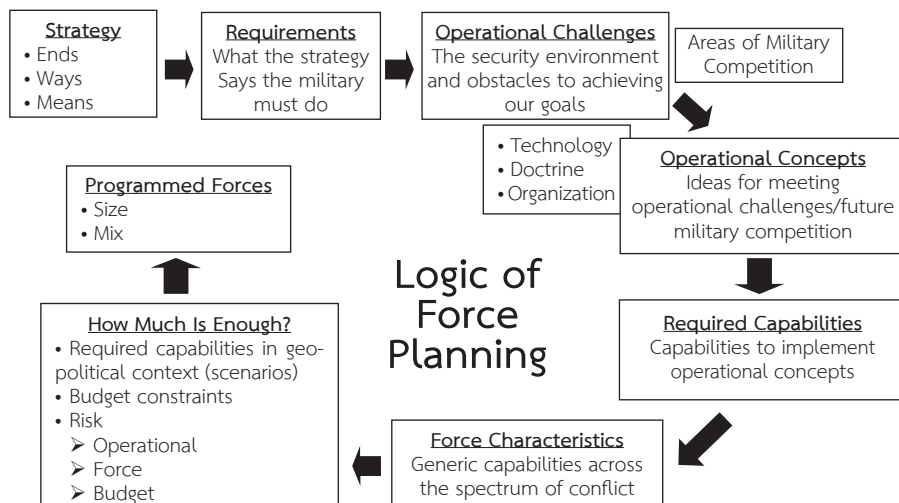 Strategy
• Ends
• Ways
• Means
Requirements
What the strategy
Says the military
must do
Operational Challenges
The security environment
and obstacles to achieving
our goals
Areas of Military
Competition
• Technology
• Doctrine
• Organization
Operational Concepts
Ideas for meeting
operational challenges/future
military competition
Required Capabilities
Capabilities to implement
operational concepts
Force Characteristics
Generic capabilities across
the spectrum of conflict
How Much Is Enough?
• Required capabilities in geo-
political context (scenarios)
• Budget constraints
• Risk
➢ Operational
➢ Force
➢ Budget
Programmed Forces
• Size
• Mix
Logic of
Force
Planning